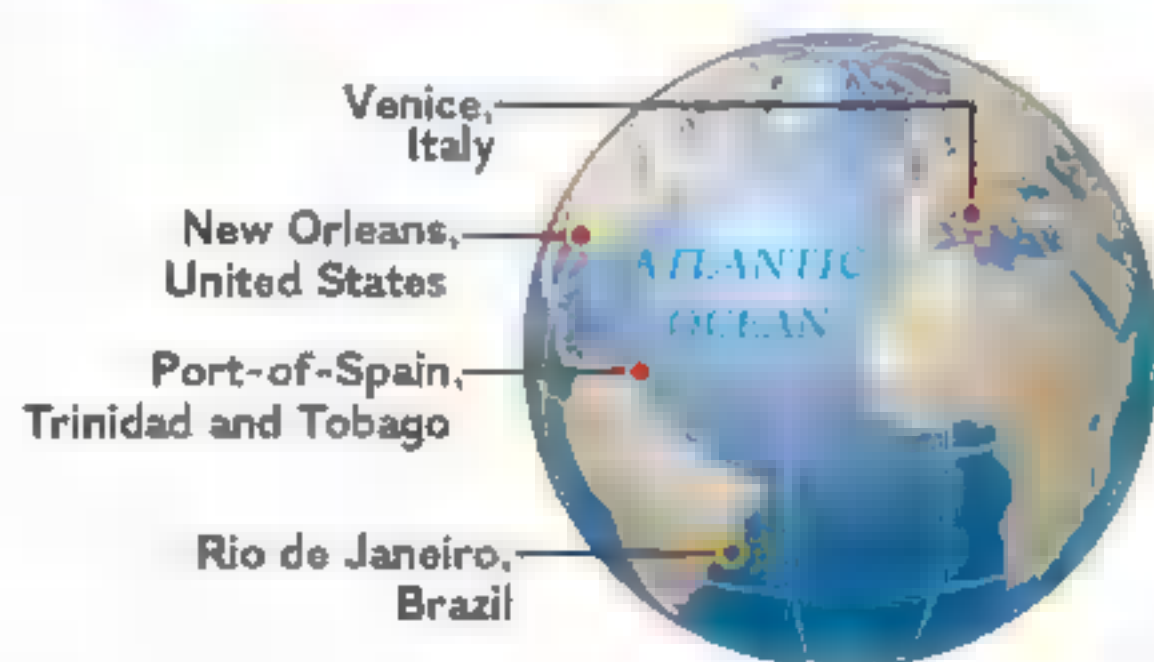 Venice,
Italy
New Orleans,
United States
ATLANTIC
OCEAN
Port-of-Spain,
Trinidad and Tobago
Rio de Janeiro,
Brazil